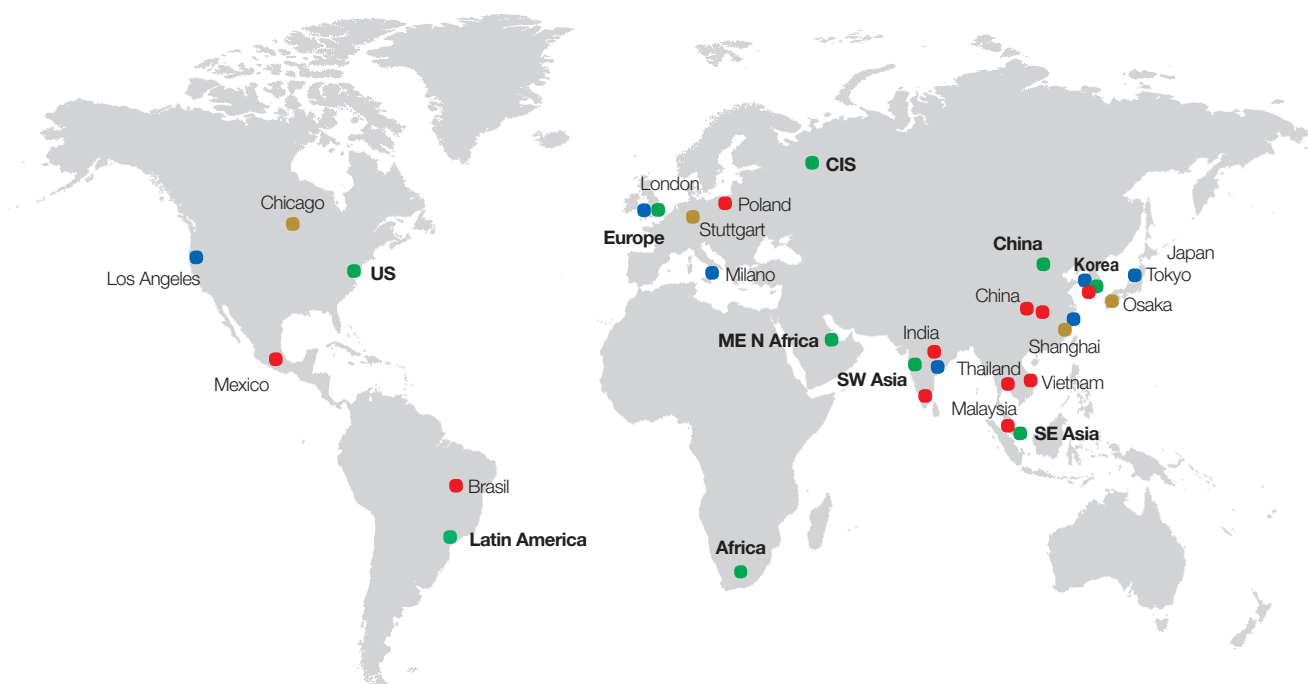 CIS
London
Chicago
Poland
Stuttgart
Europe
China
Japan
Korea
Tokyo
Los Angeles
US
Milano
China
Osaka
India
ME N Africa
Shanghai
Mexico
SW Asia
Thailand
Vietnam
Malaysia
SE Asia
Brasil
Latin America
Africa